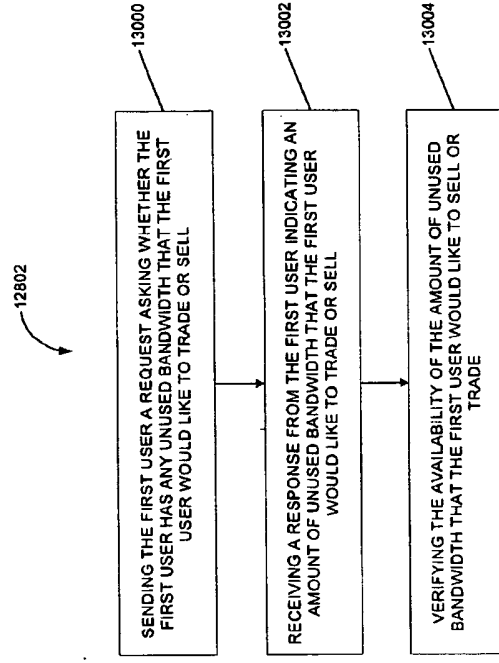 12802
SENDING THE FIRST USER A REQUEST ASKING WHETHER THE
FIRST USER HAS ANY UNUSED BANDWIDTH THAT THE FIRST
USER WOULD LIKE TO TRADE OR SELL
13000
RECEIVING A RESPONSE FROM THE FIRST USER INDICATING AN
AMOUNT OF UNUSED BANDWIDTH THAT THE FIRST USER
WOULD LIKE TO TRADE OR SELL
13002
VERIFYING THE AVAILABILITY OF THE AMOUNT OF UNUSED
BANDWIDTH THAT THE FIRST USER WOULD LIKE TO SELL OR
TRADE
13004